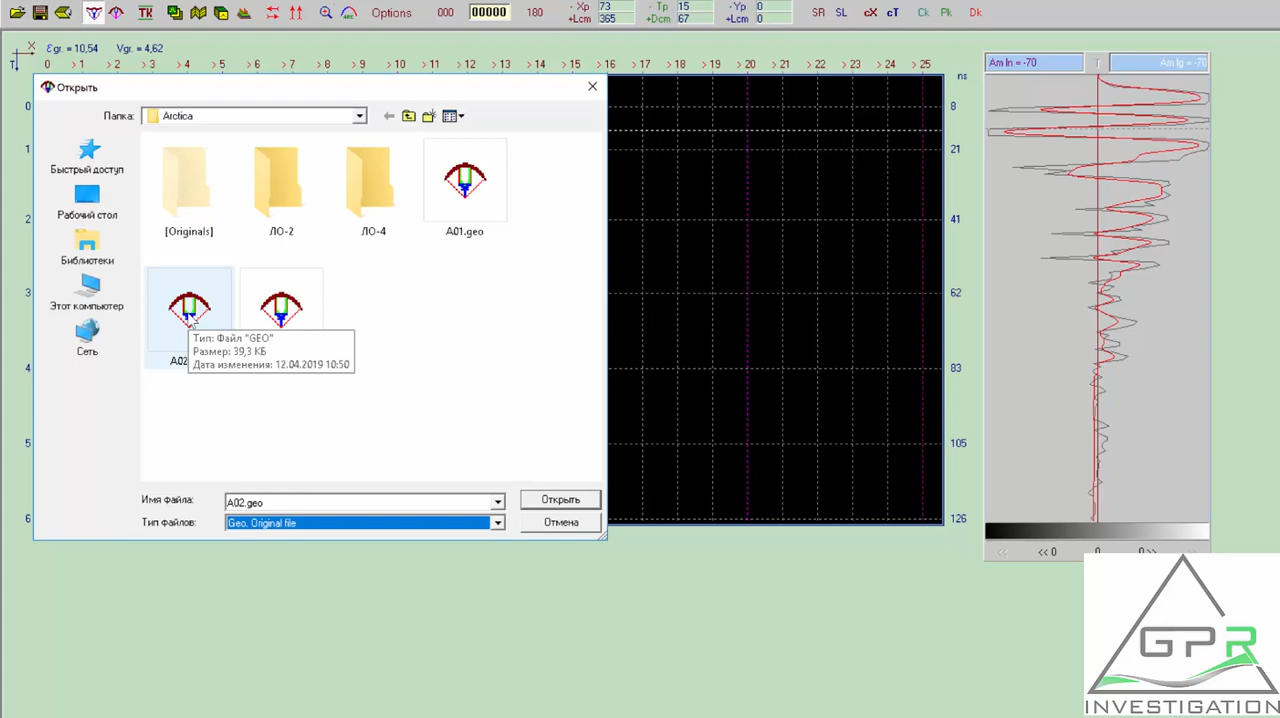 TK
Options
000
00000
180
- Xp
73
+Lcm
365
- Tp
15
+Dcm
67
- Yp
0
+Lcm
0
SR SL
cX cT
Ck Pk
Dk
X
T
Ɛgr. = 10,54 Vgr. = 4,62
0 > 1 > 2 > 3 > 4 > 5 > 6 > 7 > 8 > 9 > 10 > 11 > 12 > 13 > 14 > 15 > 16 > 17 > 18 > 19 > 20 > 21 > 22 > 23 > 24 > 25
ns
Am In = -70
T
Am Ig = -70
Открыть
Папка:
Arctica
Быстрый доступ
Рабочий стол
Библиотеки
Этот компьютер
Сеть
[Originals]
ЛО-2
ЛО-4
A01.geo
A02
Тип: Файл "GEO"
Размер: 39,3 КБ
Дата изменения: 12.04.2019 10:50
Имя файла:
A02.geo
Открыть
Тип файлов:
Geo. Original file
Отмена
0
1
2
3
4
5
6
8
21
41
62
83
105
126
<<
<< 0
0
0 >>
>>
GPR
INVESTIGATION